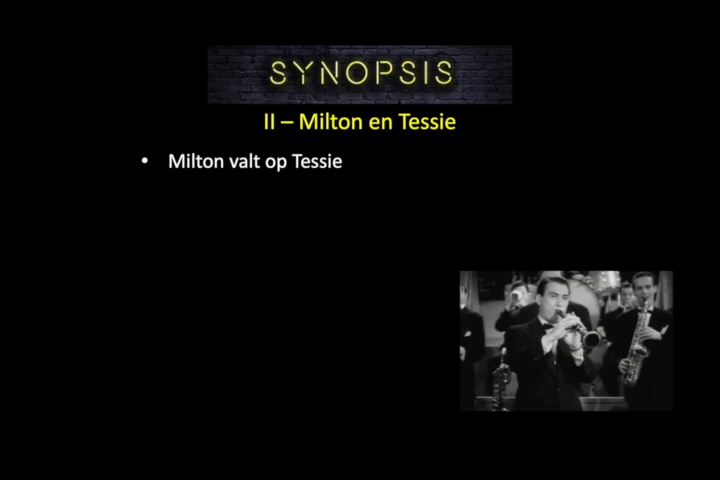 SYNOPSIS
II – Milton en Tessie
• Milton valt op Tessie